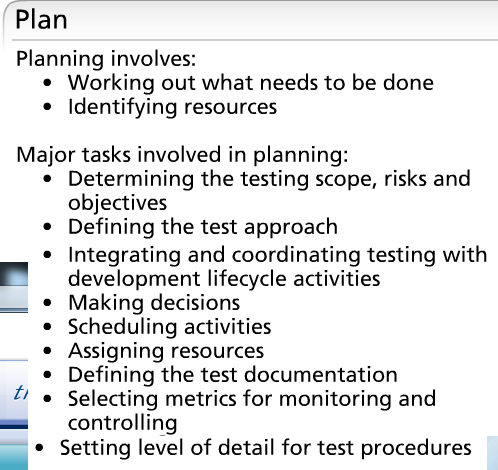 Plan
Planning involves:
• Working out what needs to be done
• Identifying resources
Major tasks involved in planning:
• Determining the testing scope, risks and
objectives
• Defining the test approach
• Integrating and coordinating testing with
development lifecycle activities
• Making decisions
• Scheduling activities
• Assigning resources
• Defining the test documentation
• Selecting metrics for monitoring and
controlling
• Setting level of detail for test procedures